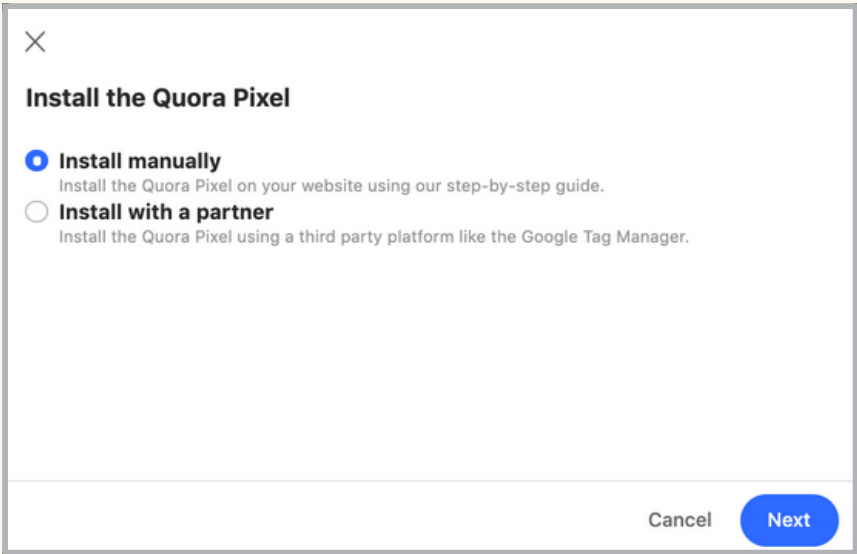 Install the Quora Pixel
Install manually
Install the Quora Pixel on your website using our step-by-step guide.
Install with a partner
Install the Quora Pixel using a third party platform like the Google Tag Manager.
Cancel
Next